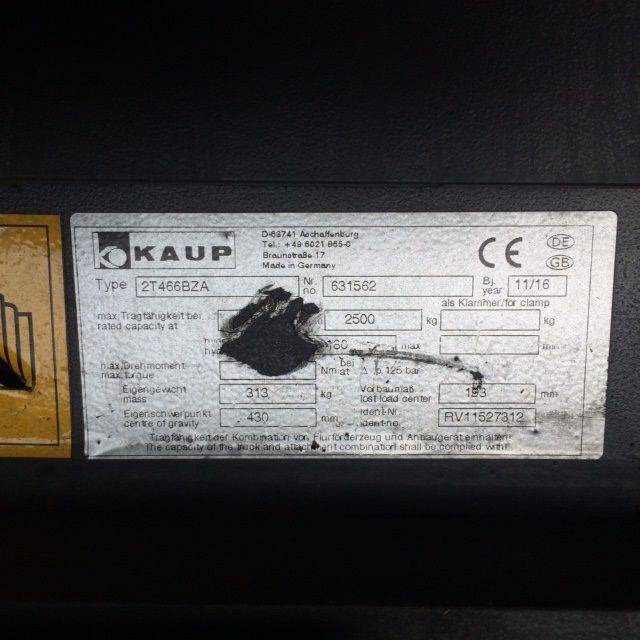 KAUP
D-63741 Aschaffenburg
Tel.: +49 6021 865-0
Braunstraße 17
Made in Germany
CE
DE
GB
Type 2T466BZA Nr. no. 631562 Bj. year 11/16
als Klammer/for clamp
max. Tragfähigkeit bei
rated capacity at 2500 kg kg
max mm
max. Drehmoment
max. torque Nm at bei Δ p 125 bar
Eigengewicht
mass 313 kg Vorbaumaß
lost load center 193 mm
Eigenschwerpunkt
centre of gravity 430 mm Ident-Nr.
ident-no. RV11527312
Tragfähigkeit der Kombination von Flurförderzeug und Anbaugerät einhalten!
The capacity of the truck and attachment combination shall be complied with!